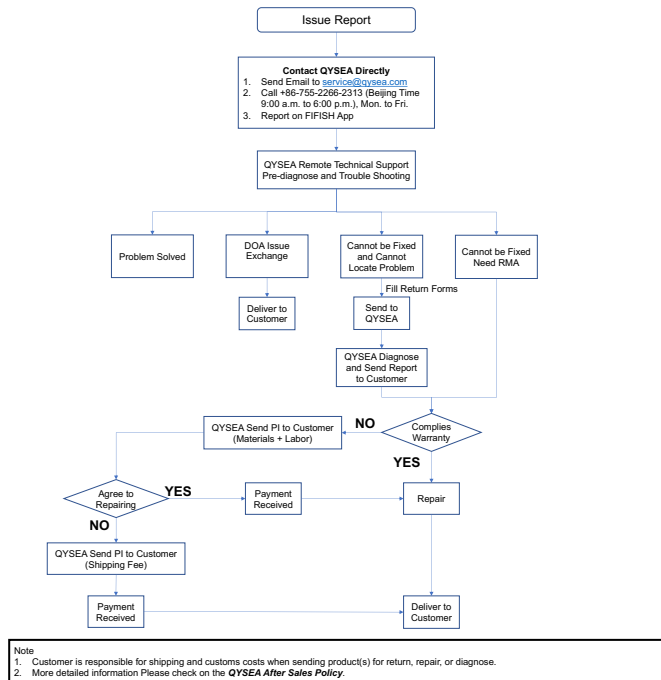 Issue Report
Contact QYSEA Directly
1. Send Email to service@qysea.com
2. Call +86-755-2266-2313 (Beijing Time
9:00 a.m. to 6:00 p.m.), Mon. to Fri.
3. Report on FIFISH App
QYSEA Remote Technical Support
Pre-diagnose and Trouble Shooting
Problem Solved
DOA Issue
Exchange
Cannot be Fixed
and Cannot
Locate Problem
Cannot be Fixed
Need RMA
Deliver to
Customer
Fill Return Forms
Send to
QYSEA
QYSEA Diagnose
and Send Report
to Customer
Complies
Warranty
NO
QYSEA Send PI to Customer
(Materials + Labor)
YES
Agree to
Repairing
YES
Payment
Received
Repair
NO
QYSEA Send PI to Customer
(Shipping Fee)
Payment
Received
Deliver to
Customer
Note
1. Customer is responsible for shipping and customs costs when sending product(s) for return, repair, or diagnose.
2. More detailed information Please check on the QYSEA After Sales Policy.